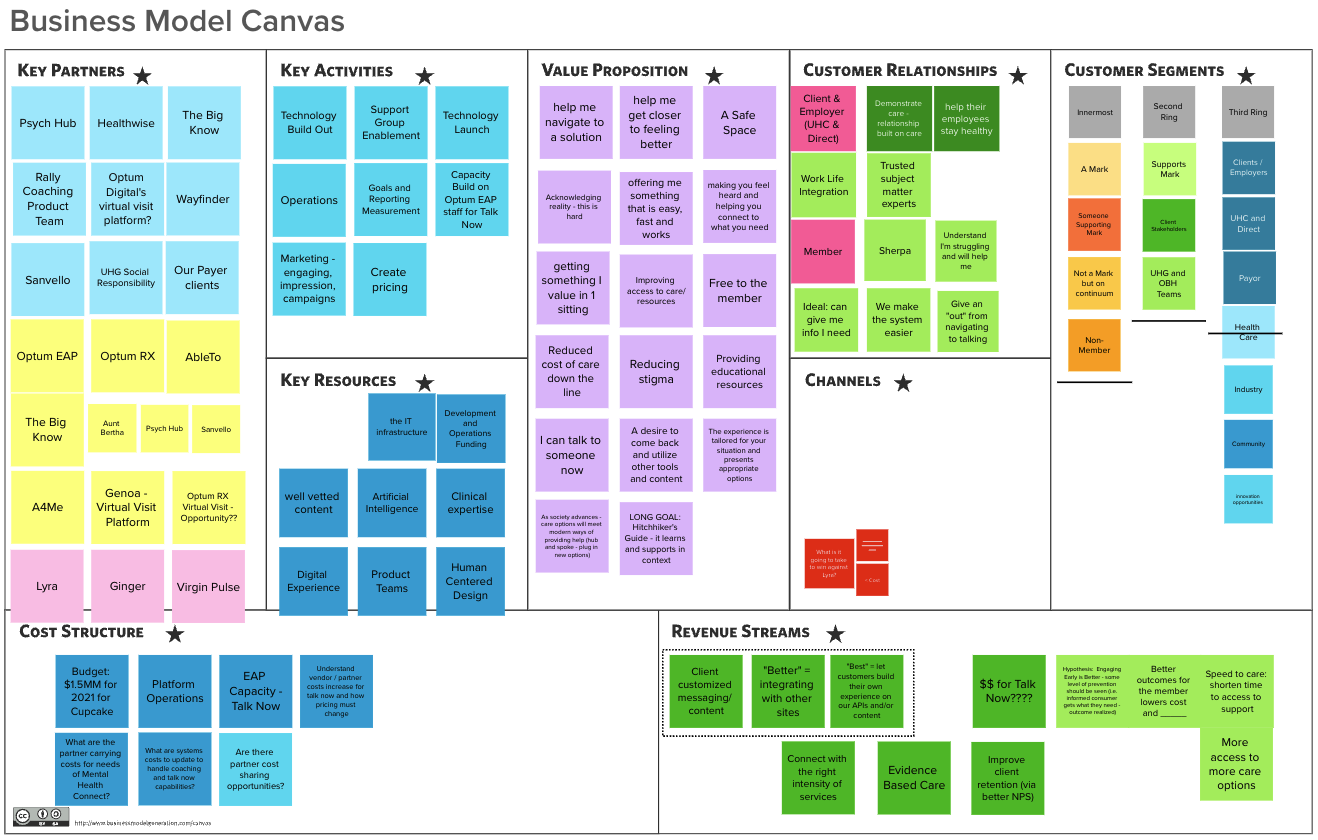 Business Model Canvas
KEY PARTNERS
Psych Hub
Healthwise
The Big
Know
Rally
Coaching
Product
Team
Optum
Digital's
virtual visit
platform?
Wayfinder
Sanvello
UHG Social
Responsibility
Our Payer
clients
Optum EAP
Optum RX
AbleTo
The Big
Know
Aunt
Bertha
Psych Hub
Sanvello
A4Me
Genoa -
Virtual Visit
Platform
Optum RX
Virtual Visit -
Opportunity??
Lyra
Ginger
Virgin Pulse
KEY ACTIVITIES
Technology
Build Out
Support
Group
Enablement
Technology
Launch
Operations
Goals and
Reporting
Measurement
Capacity
Build on
Optum EAP
staff for Talk
Now
Marketing -
engaging,
impression,
campaigns
Create
pricing
KEY RESOURCES
the IT
infrastructure
Development
and
Operations
Funding
well vetted
content
Artificial
Intelligence
Clinical
expertise
Digital
Experience
Product
Teams
Human
Centered
Design
VALUE PROPOSITION
help me
navigate to
a solution
help me
get closer
to feeling
better
A Safe
Space
Acknowledging
reality - this is
hard
offering me
something
that is easy,
fast and
works
making you feel
heard and
helping you
connect to
what you need
getting
something I
value in 1
sitting
Improving
access to care/
resources
Free to the
member
Reduced
cost of care
down the
line
Reducing
stigma
Providing
educational
resources
I can talk to
someone
now
A desire to
come back
and utilize
other tools
and content
The experience is
tailored for your
situation and
presents
appropriate
options
As society advances -
care options will meet
modern ways of
providing help (hub
and spoke - plug in
new options)
LONG GOAL:
Hitchhiker's
Guide - it learns
and supports in
context
CUSTOMER RELATIONSHIPS
Client &
Employer
(UHC &
Direct)
Demonstrate
care -
relationship
built on care
help their
employees
stay healthy
Work Life
Integration
Trusted
subject
matter
experts
Member
Sherpa
Understand
I'm struggling
and will help
me
Ideal: can
give me
info I need
We make
the system
easier
Give an
"out" from
navigating
to talking
CHANNELS
What is it
going to take
to win against
Lyra?
CUSTOMER SEGMENTS
Innermost
Second
Ring
Third Ring
A Mark
Supports
Mark
Clients /
Employers
Someone
Supporting
Mark
Client
Stakeholders
UHC and
Direct
Not a Mark
but on
continuum
UHG and
OBH
Teams
Payor
Non-
Member
Health
Care
Industry
Community
innovation
opportunities
COST STRUCTURE
Budget:
$1.5MM for
2021 for
Cupcake
Platform
Operations
EAP
Capacity -
Talk Now
Understand
vendor / partner
costs increase for
talk now and how
pricing must
change
What are the
partner carrying
costs for needs
of Mental
Health
Connect?
What are systems
costs to update to
handle coaching
and talk now
capabilities?
Are there
partner cost
sharing
opportunities?
http://www.businessmodelgeneration.com/canvas
REVENUE STREAMS
Client
customized
messaging/
content
"Better" =
integrating
with other
sites
"Best" = let
customers build
their own
experience on
our APIs and/or
content
$$ for Talk
Now????
Hypothesis: Engaging
Early is Better - some
level of prevention
should be seen (i.e.
informed consumer
gets what they need -
outcome realized)
Better
outcomes for
the member
lowers cost
and ______
Speed to care:
shorten time
to access to
support
Connect with
the right
intensity of
services
Evidence
Based Care
Improve
client
retention (via
better NPS)
More
access to
more care
options